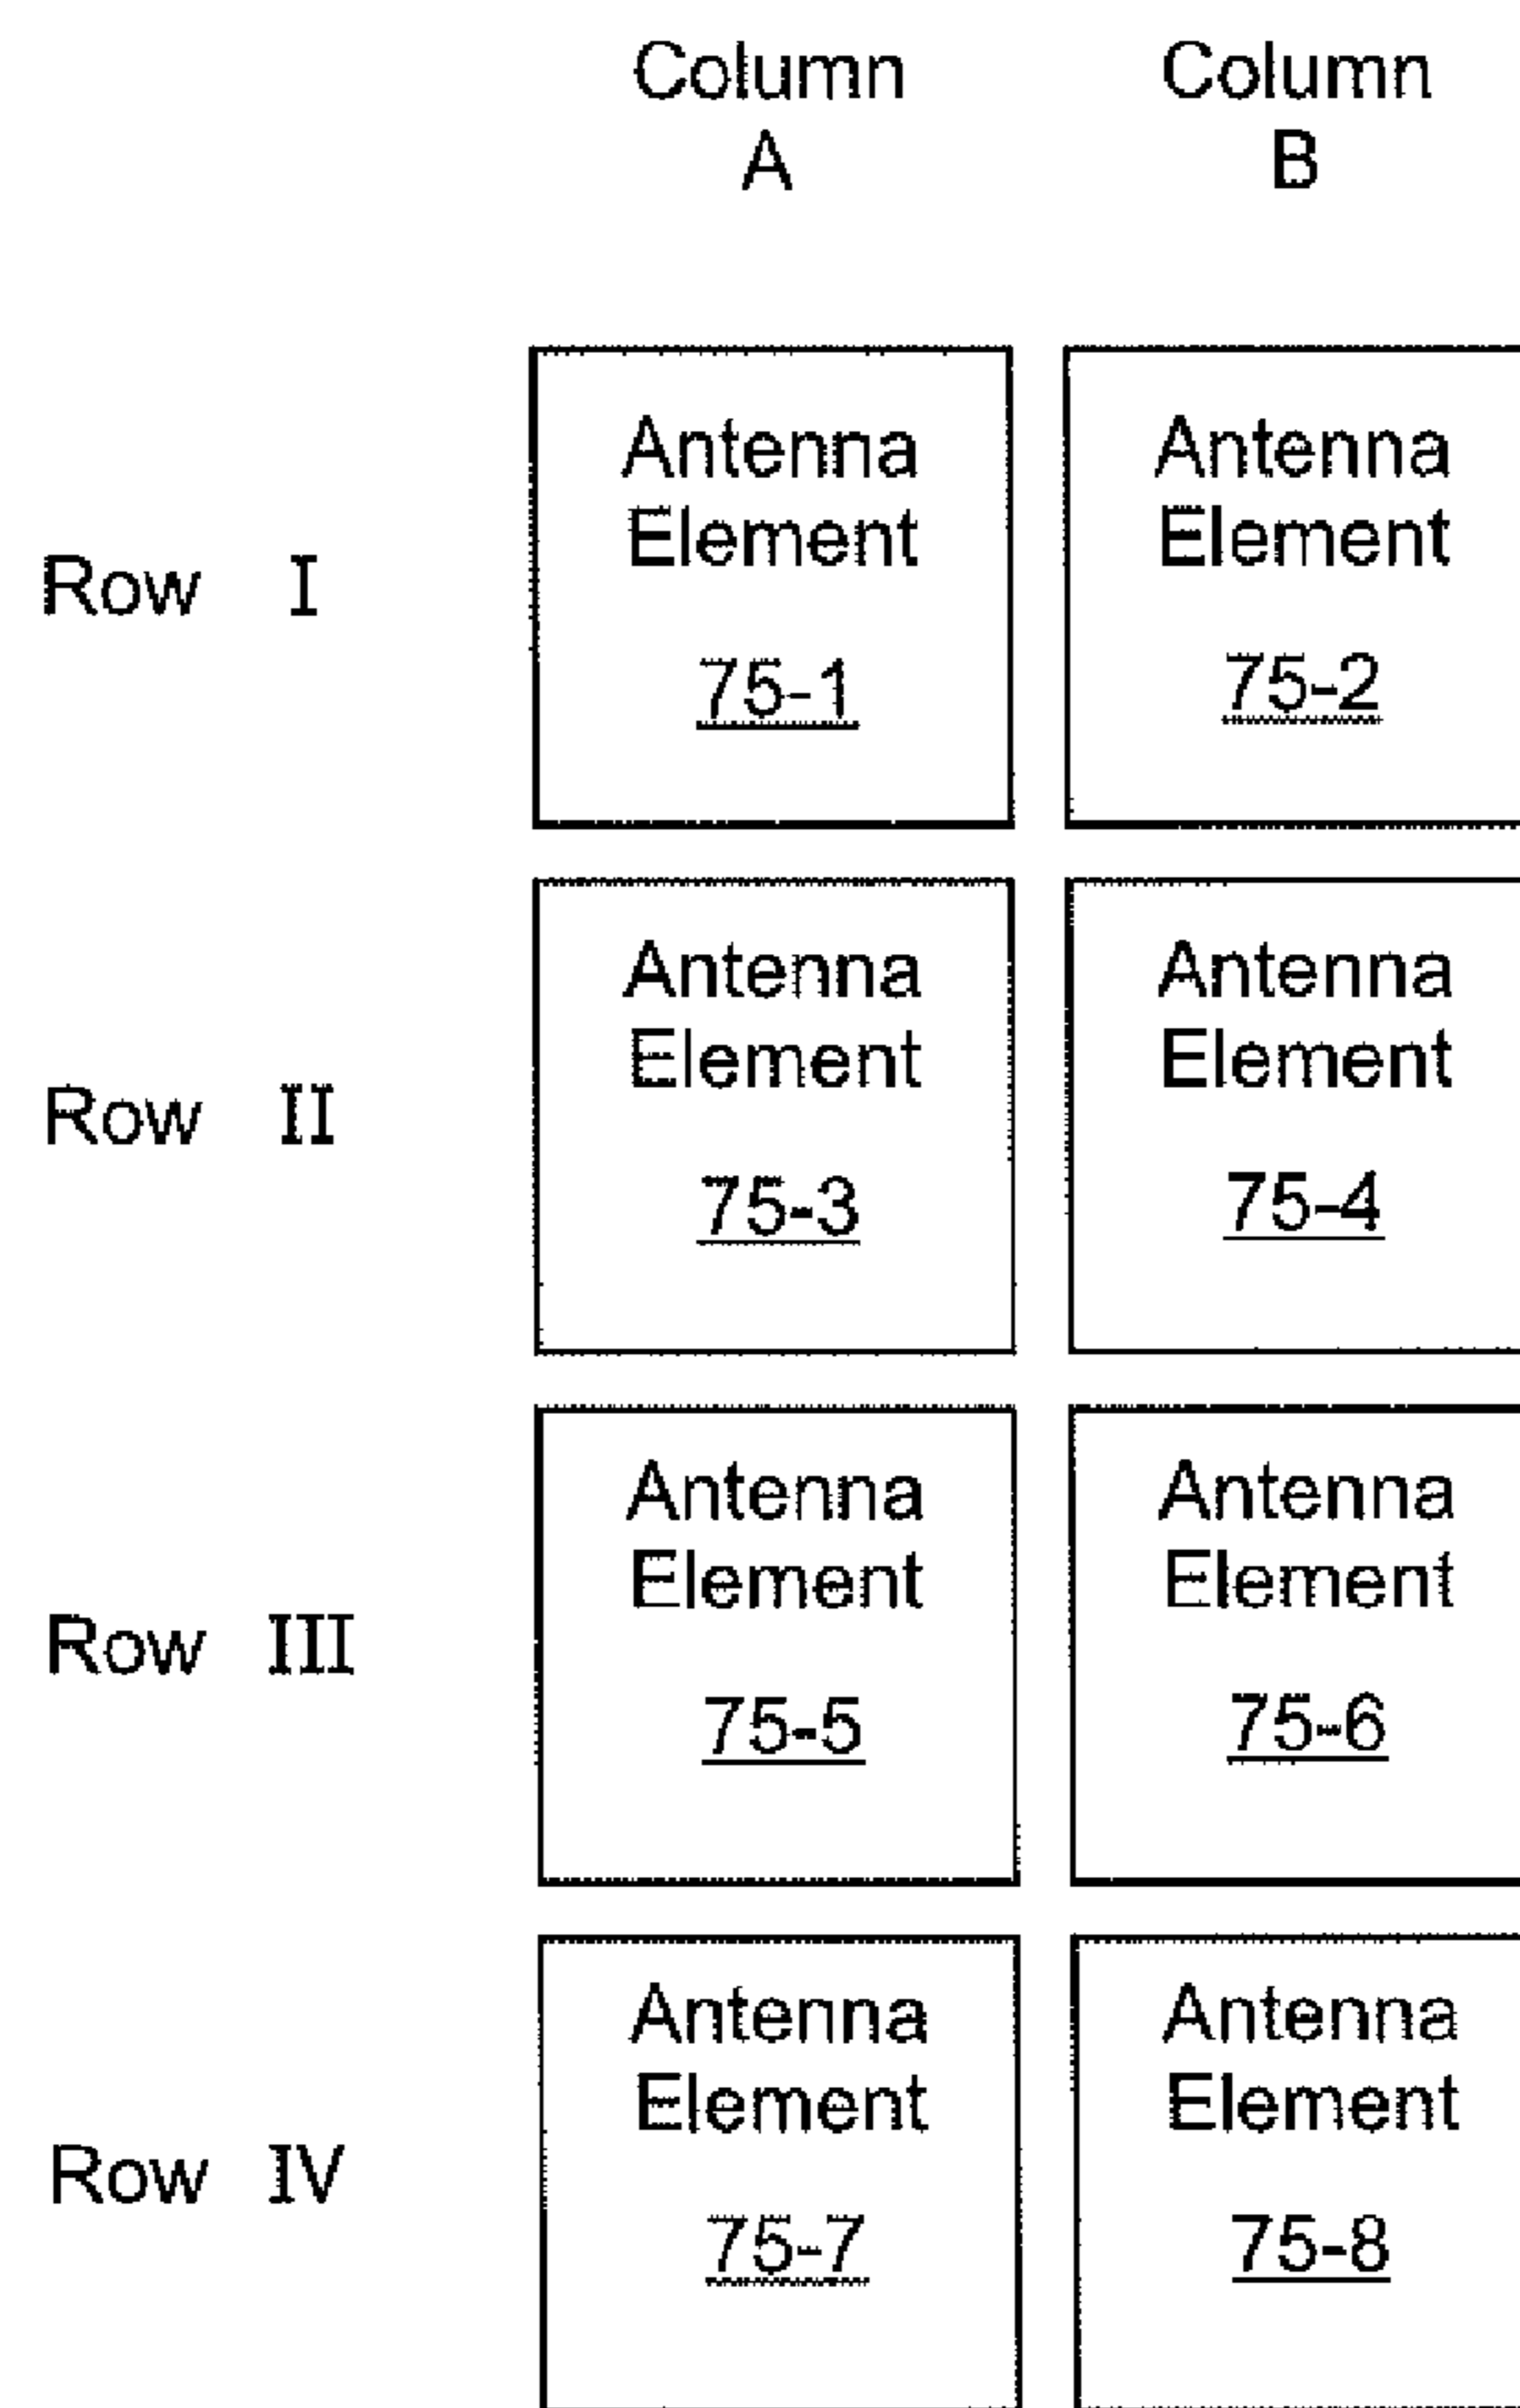 Column Column
A B
Antenna Antenna
Element Element
Row I
75-1 75-2
Antenna Antenna
Element Element
Row II
75-3 75-4
Antenna Antenna
Element Element
Row III
75-5 75-6
Antenna Antenna
Element Element
Row IV
75-7 75-8